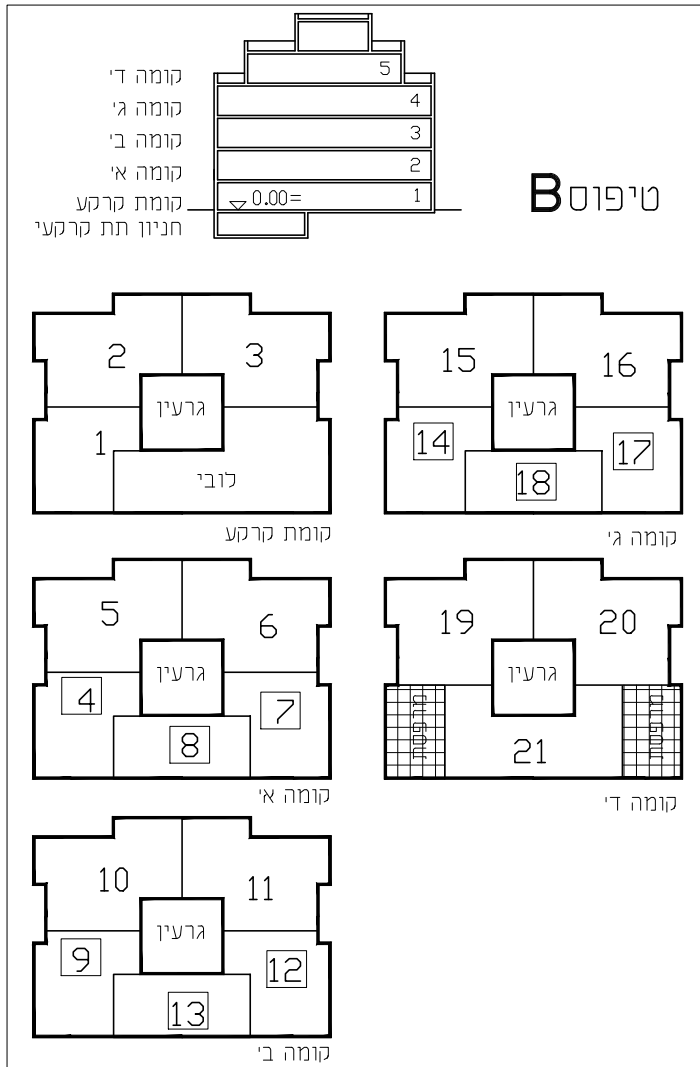 5
קומה ד'
4
קומה ג'
3
קומה ב'
2
קומה א'
1
0.00=
קומת קרקע
חניון תת קרקעי
טיפוס B
2
3
גרעין
1
לובי
קומת קרקע
15
16
גרעין
14
17
18
קומה ג'
5
6
גרעין
4
7
8
קומה א'
19
20
גרעין
מרפסת
מרפסת
21
קומה ד'
10
11
גרעין
9
12
13
קומה ב'